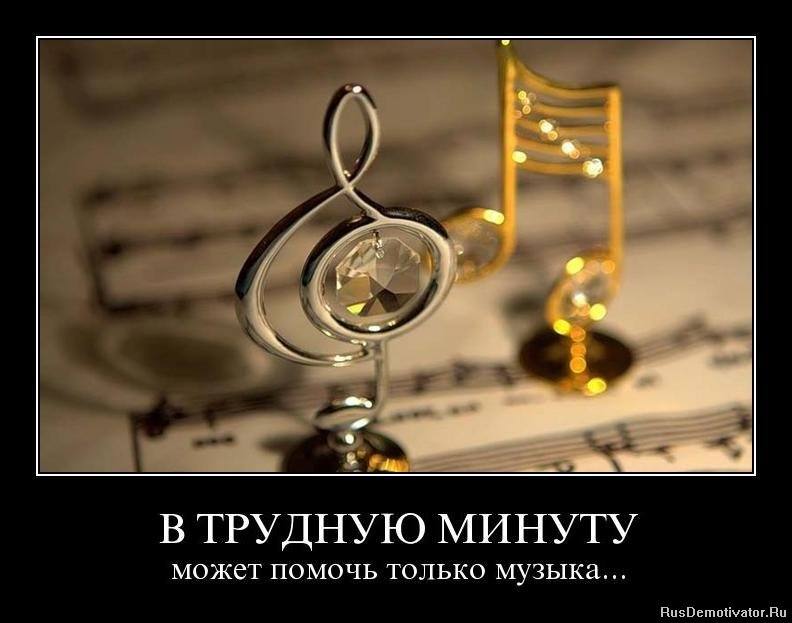 В ТРУДНУЮ МИНУТУ
может помочь только музыка...
RusDemotivator.Ru